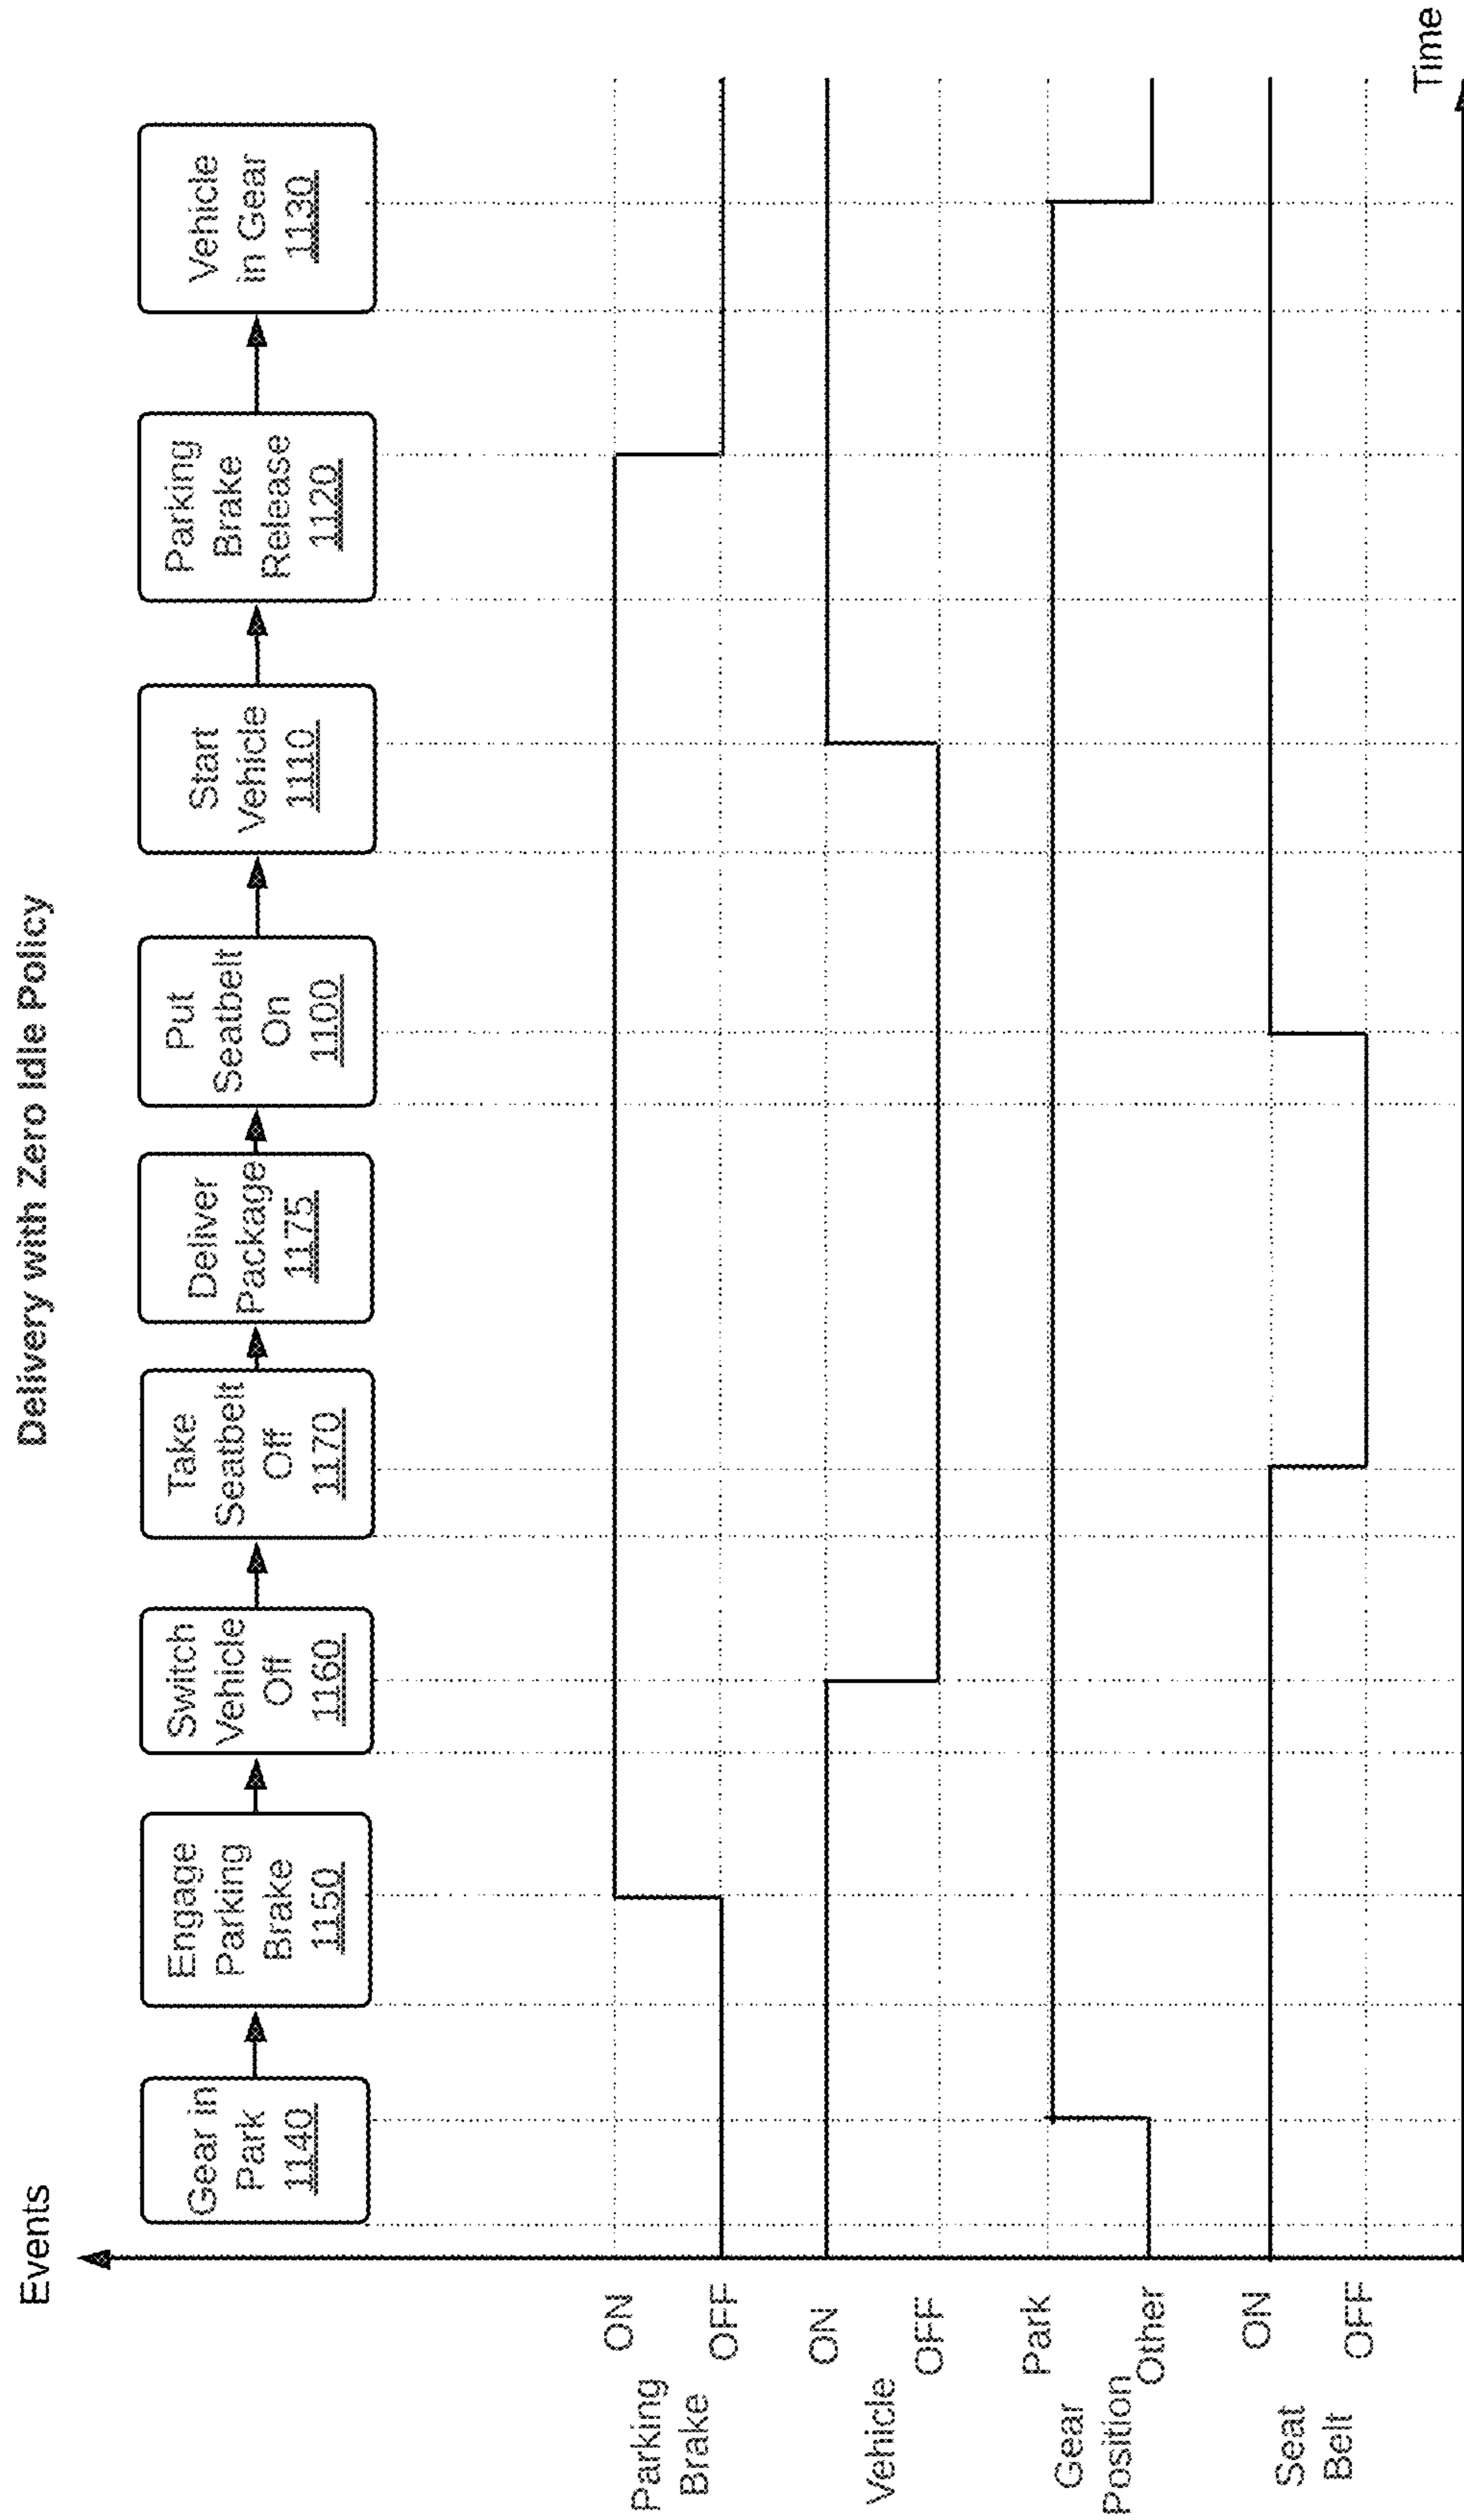 Delivery with Zero Idle Policy
Events
Gear in
Park
1140
Engage
Parking
Brake
1150
Switch
Vehicle
Off
1160
Take
Seatbelt
Off
1170
Deliver
Package
1175
Put
Seatbelt
On
1100
Start
Vehicle
1110
Parking
Brake
Release
1120
Vehicle
in Gear
1130
Parking
Brake
ON
OFF
Vehicle
ON
OFF
Gear
Position
Park
Other
Seat
Belt
ON
OFF
Time